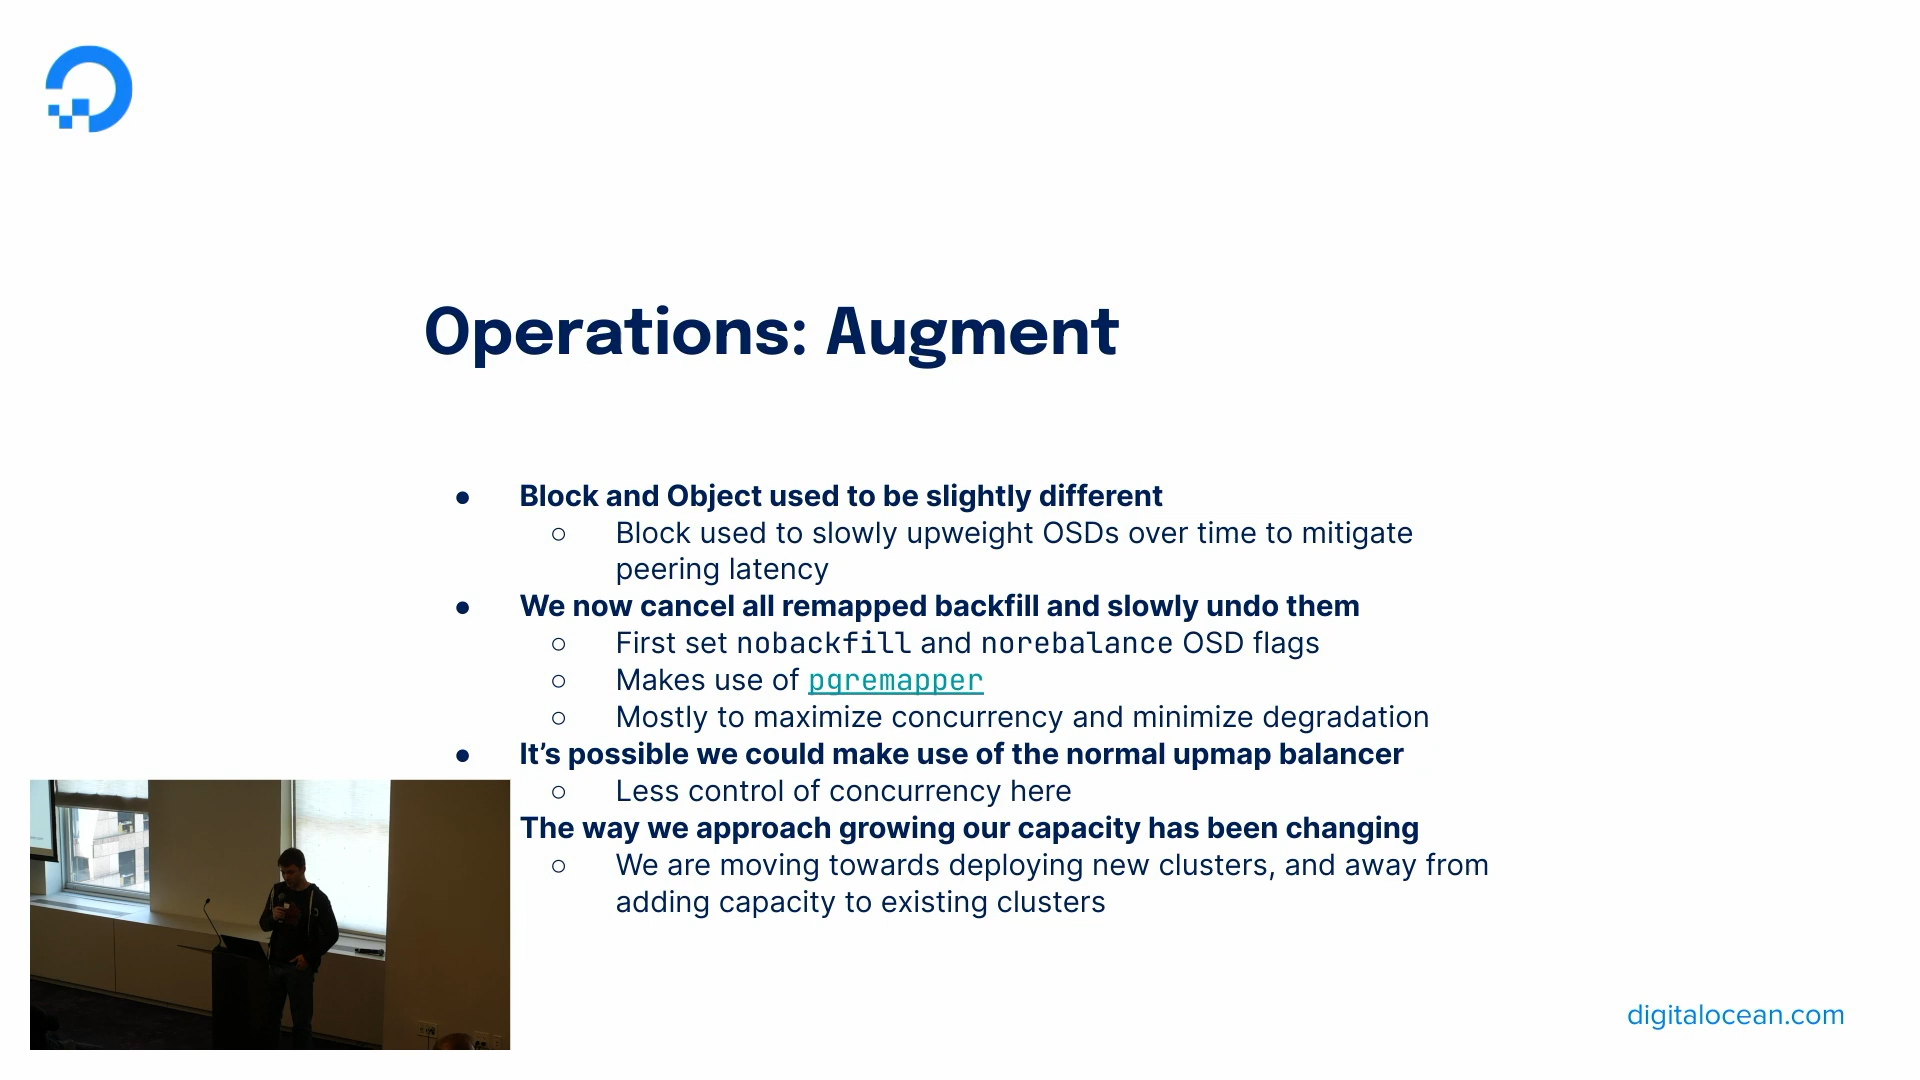 Operations: Augment
● Block and Object used to be slightly different
○ Block used to slowly upweight OSDs over time to mitigate
peering latency
● We now cancel all remapped backfill and slowly undo them
○ First set nobackfill and norebalance OSD flags
○ Makes use of pgremapper
○ Mostly to maximize concurrency and minimize degradation
● It’s possible we could make use of the normal upmap balancer
○ Less control of concurrency here
The way we approach growing our capacity has been changing
○ We are moving towards deploying new clusters, and away from
adding capacity to existing clusters
digitalocean.com